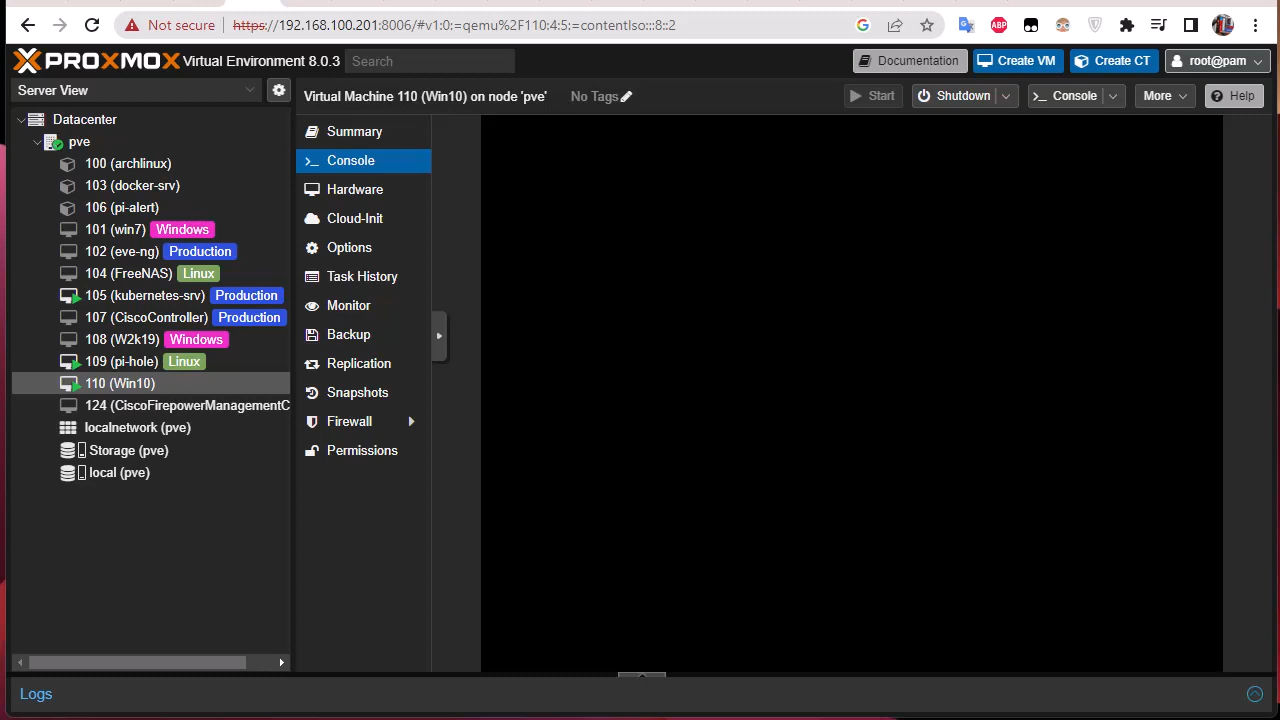 Not secure https://192.168.100.201:8006/#v1:0:=qemu%2F110:4:5:=contentIso:::8::2
PROXMOX Virtual Environment 8.0.3 Search Documentation Create VM Create CT root@pam
Server View
Virtual Machine 110 (Win10) on node 'pve' No Tags Start Shutdown Console More Help
Datacenter
pve
100 (archlinux)
103 (docker-srv)
106 (pi-alert)
101 (win7) Windows
102 (eve-ng) Production
104 (FreeNAS) Linux
105 (kubernetes-srv) Production
107 (CiscoController) Production
108 (W2k19) Windows
109 (pi-hole) Linux
110 (Win10)
124 (CiscoFirepowerManagementC
localnetwork (pve)
Storage (pve)
local (pve)
Summary
Console
Hardware
Cloud-Init
Options
Task History
Monitor
Backup
Replication
Snapshots
Firewall
Permissions
Logs